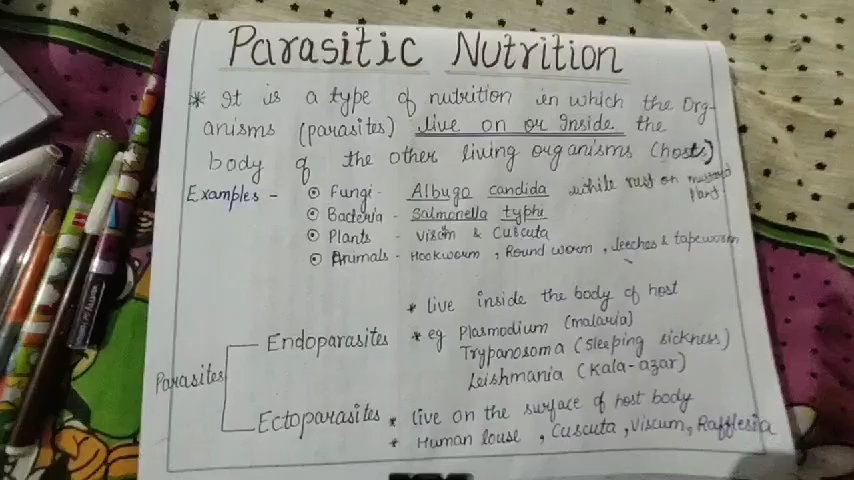 Parasitic Nutrition
* It is a type of nutrition in which the Org-
anisms (parasites) live on or Inside the
body of the other living organisms (hosts)
Examples - ⊙ Fungi - Albugo candida while rust on mustard plant
⊙ Bacteria - Salmonella typhi
⊙ Plants - Viscm & Cuscuta
⊙ Animals - Hookworm, Round worm, Leeches & tapeworm
* live inside the body of host
Endoparasites * eg Plasmodium (malaria)
Trypanosoma (Sleeping sickness)
Leishmania (Kala-azar)
Parasites
Ectoparasites * live on the surface of host body
* Human louse, Cuscuta, Viscum, Rafflesia